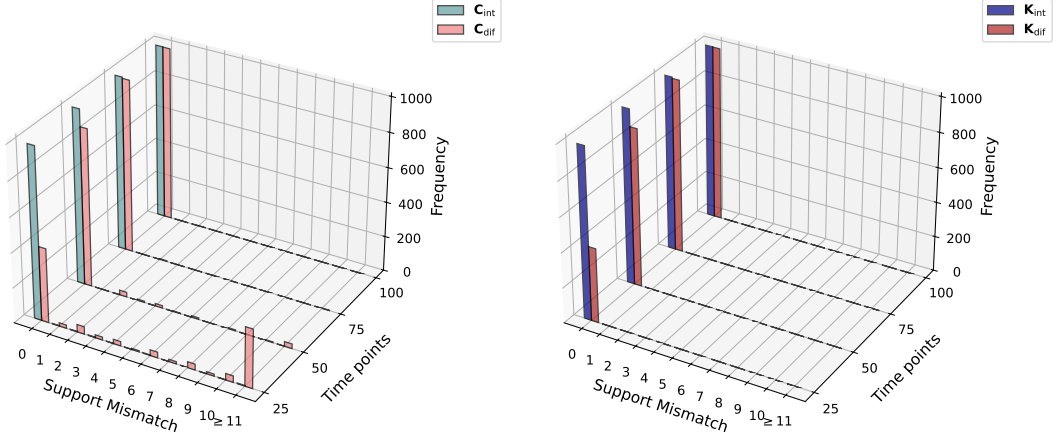 C_int
C_dif
1000
800
600
400
200
0
Frequency
100
75
50
25
Time points
0 1 2 3 4 5 6 7 8 9 10 ≥ 11
Support Mismatch
K_int
K_dif
1000
800
600
400
200
0
Frequency
100
75
50
25
Time points
0 1 2 3 4 5 6 7 8 9 10 ≥ 11
Support Mismatch